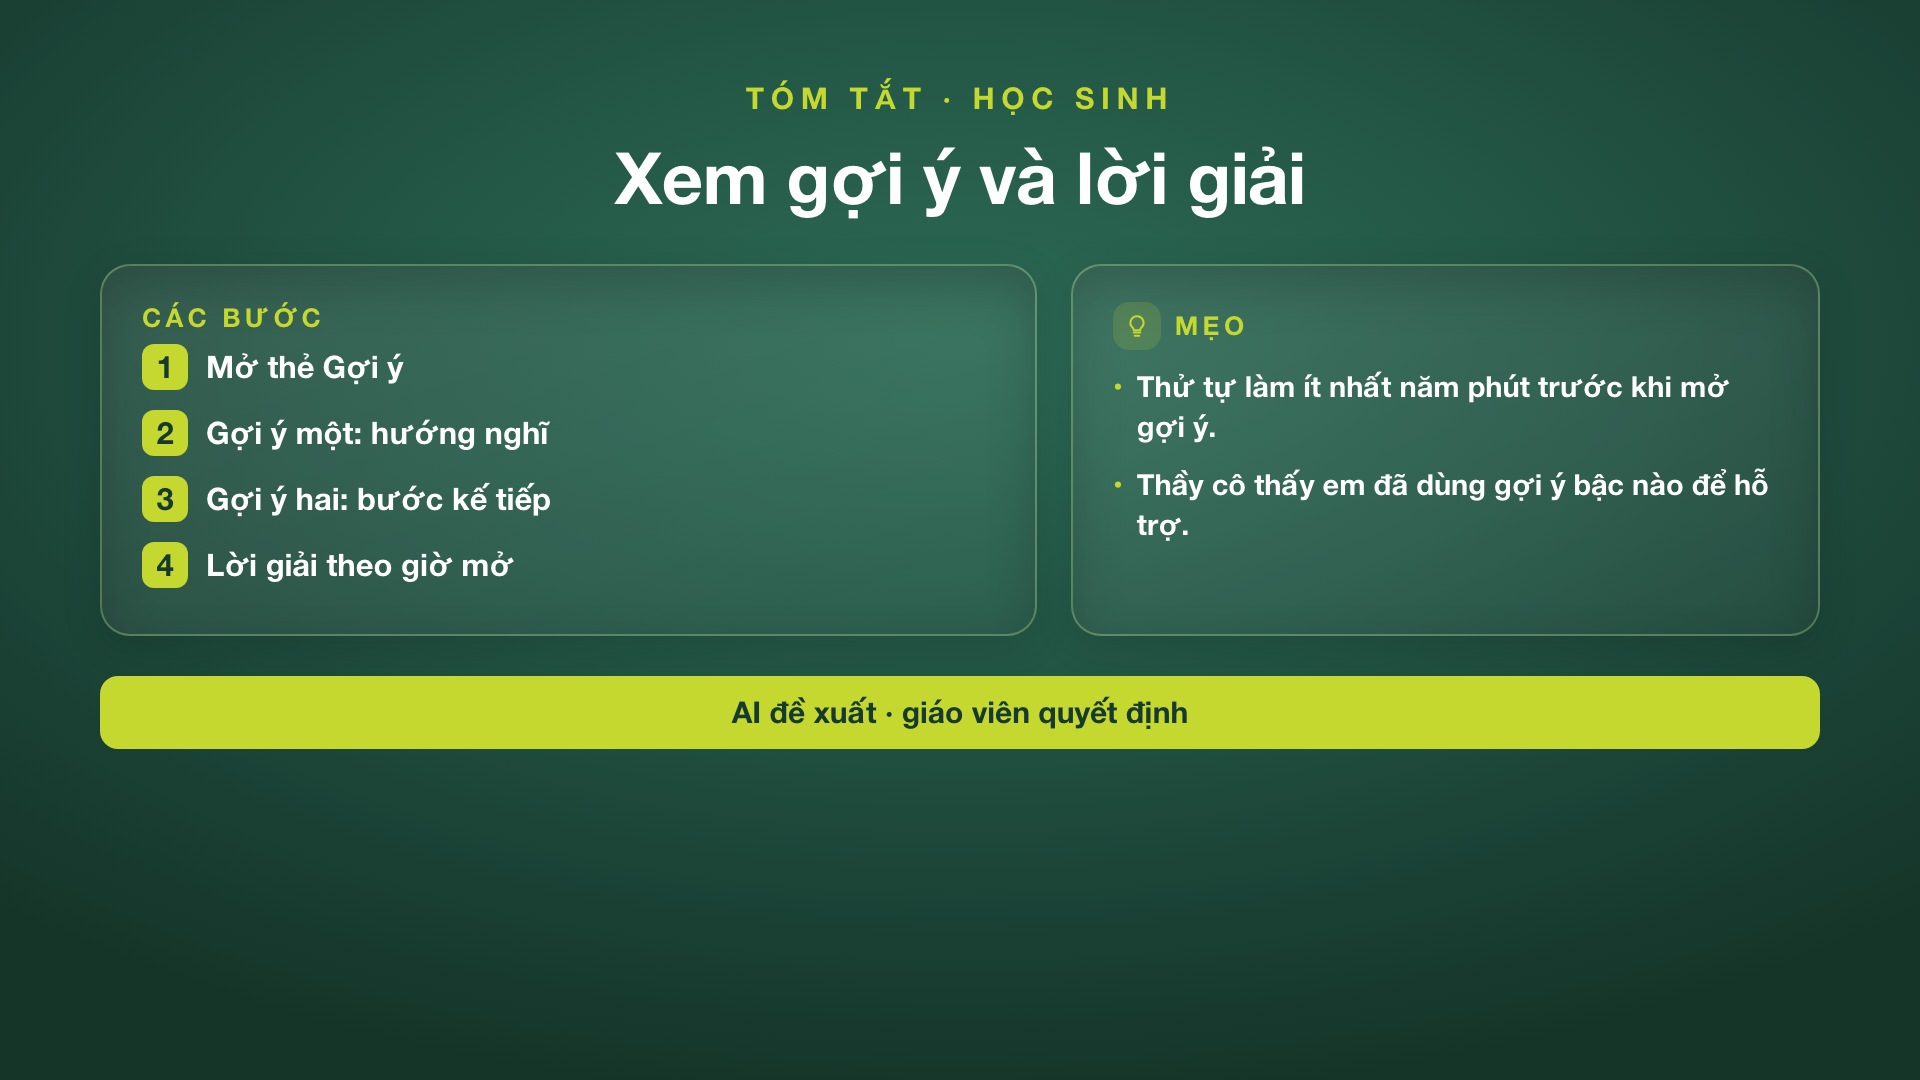 TÓM TẮT · HỌC SINH
Xem gợi ý và lời giải
CÁC BƯỚC
1 Mở thẻ Gợi ý
2 Gợi ý một: hướng nghĩ
3 Gợi ý hai: bước kế tiếp
4 Lời giải theo giờ mở
MẸO
• Thử tự làm ít nhất năm phút trước khi mở
gợi ý.
• Thầy cô thấy em đã dùng gợi ý bậc nào để hỗ
trợ.
AI đề xuất · giáo viên quyết định